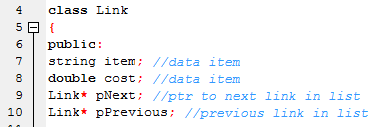 4 class Link
5 {
6 public:
7 string item; //data item
8 double cost; //data item
9 Link* pNext; //ptr to next link in list
10 Link* pPrevious; //previous link in list